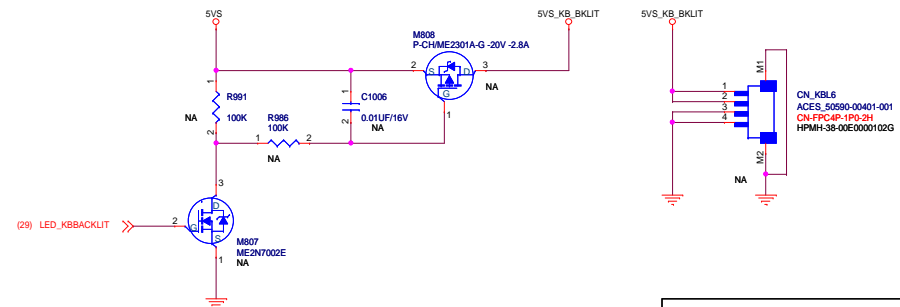 5VS
5VS_KB_BKLIT
5VS_KB_BKLIT
M808
P-CH/ME2301A-G -20V -2.8A
2
S
D
3
G
1
NA
1
R991
NA
100K
2
1
C1006
0.01UF/16V
2
NA
R986
100K
1
2
NA
3
D
(29) LED_KBBACKLIT
2
G
S
1
M807
ME2N7002E
NA
1
2
3
4
M1
M2
CN_KBL6
ACES_50590-00401-001
CN-FPC4P-1P0-2H
HPMH-38-00E0000102G
NA